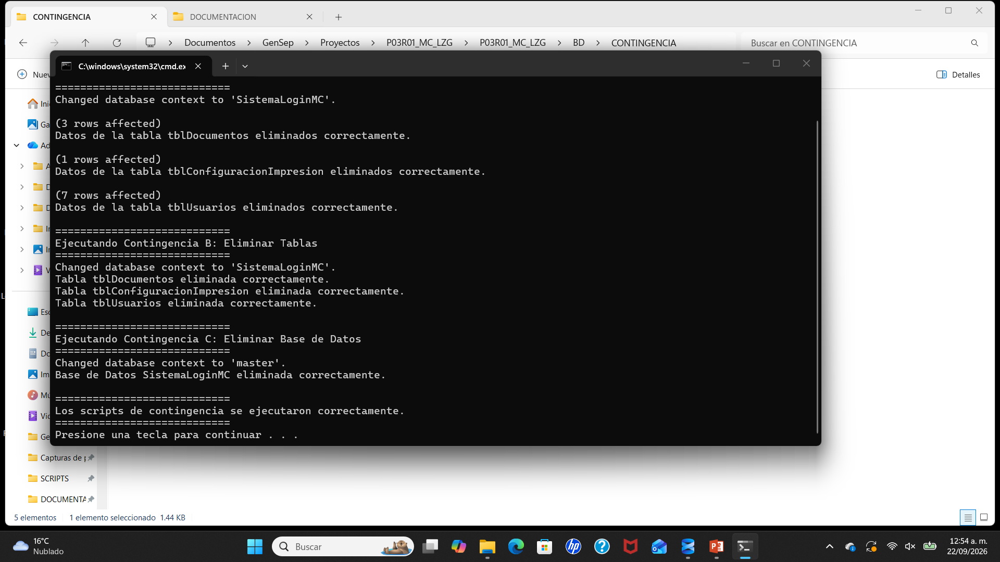 CONTINGENCIA
DOCUMENTACION
Documentos > GenSep > Proyectos > P03R01_MC_LZG > P03R01_MC_LZG > BD > CONTINGENCIA
Buscar en CONTINGENCIA
C:\windows\system32\cmd.ex
Detalles
============================
Changed database context to 'SistemaLoginMC'.
(3 rows affected)
Datos de la tabla tblDocumentos eliminados correctamente.
(1 rows affected)
Datos de la tabla tblConfiguracionImpresion eliminados correctamente.
(7 rows affected)
Datos de la tabla tblUsuarios eliminados correctamente.
============================
Ejecutando Contingencia B: Eliminar Tablas
============================
Changed database context to 'SistemaLoginMC'.
Tabla tblDocumentos eliminada correctamente.
Tabla tblConfiguracionImpresion eliminada correctamente.
Tabla tblUsuarios eliminada correctamente.
============================
Ejecutando Contingencia C: Eliminar Base de Datos
============================
Changed database context to 'master'.
Base de Datos SistemaLoginMC eliminada correctamente.
============================
Los scripts de contingencia se ejecutaron correctamente.
============================
Presione una tecla para continuar . . .
Capturas de p
SCRIPTS
DOCUMENTA
5 elementos
1 elemento seleccionado 1.44 KB
16°C
Nublado
Buscar
12:54 a. m.
22/09/2026